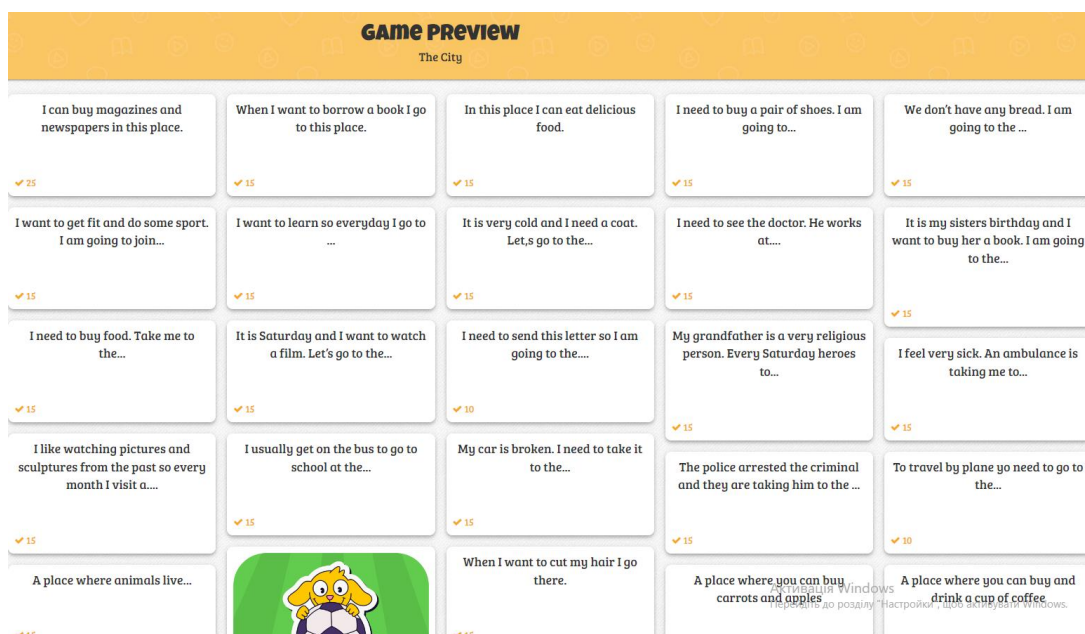 GAME PREVIEW
The City
I can buy magazines and
newspapers in this place.
25
When I want to borrow a book I go
to this place.
15
In this place I can eat delicious
food.
15
I need to buy a pair of shoes. I am
going to...
15
We don't have any bread. I am
going to the ...
15
I want to get fit and do some sport.
I am going to join...
15
I want to learn so everyday I go to
...
15
It is very cold and I need a coat.
Let,s go to the...
15
I need to see the doctor. He works
at....
15
It is my sisters birthday and I
want to buy her a book. I am going
to the...
15
I need to buy food. Take me to
the...
15
It is Saturday and I want to watch
a film. Let's go to the...
15
I need to send this letter so I am
going to the....
10
My grandfather is a very religious
person. Every Saturday heroes
to...
15
I feel very sick. An ambulance is
taking me to...
15
I like watching pictures and
sculptures from the past so every
month I visit a....
15
I usually get on the bus to go to
school at the...
15
My car is broken. I need to take it
to the...
15
The police arrested the criminal
and they are taking him to the ...
15
To travel by plane yo need to go to
the...
10
A place where animals live...
When I want to cut my hair I go
there.
A place where you can buy
carrots and apples
A place where you can buy and
drink a cup of coffee
Активація Windows
Перейдіть до розділу "Настройки", щоб активувати Windows.